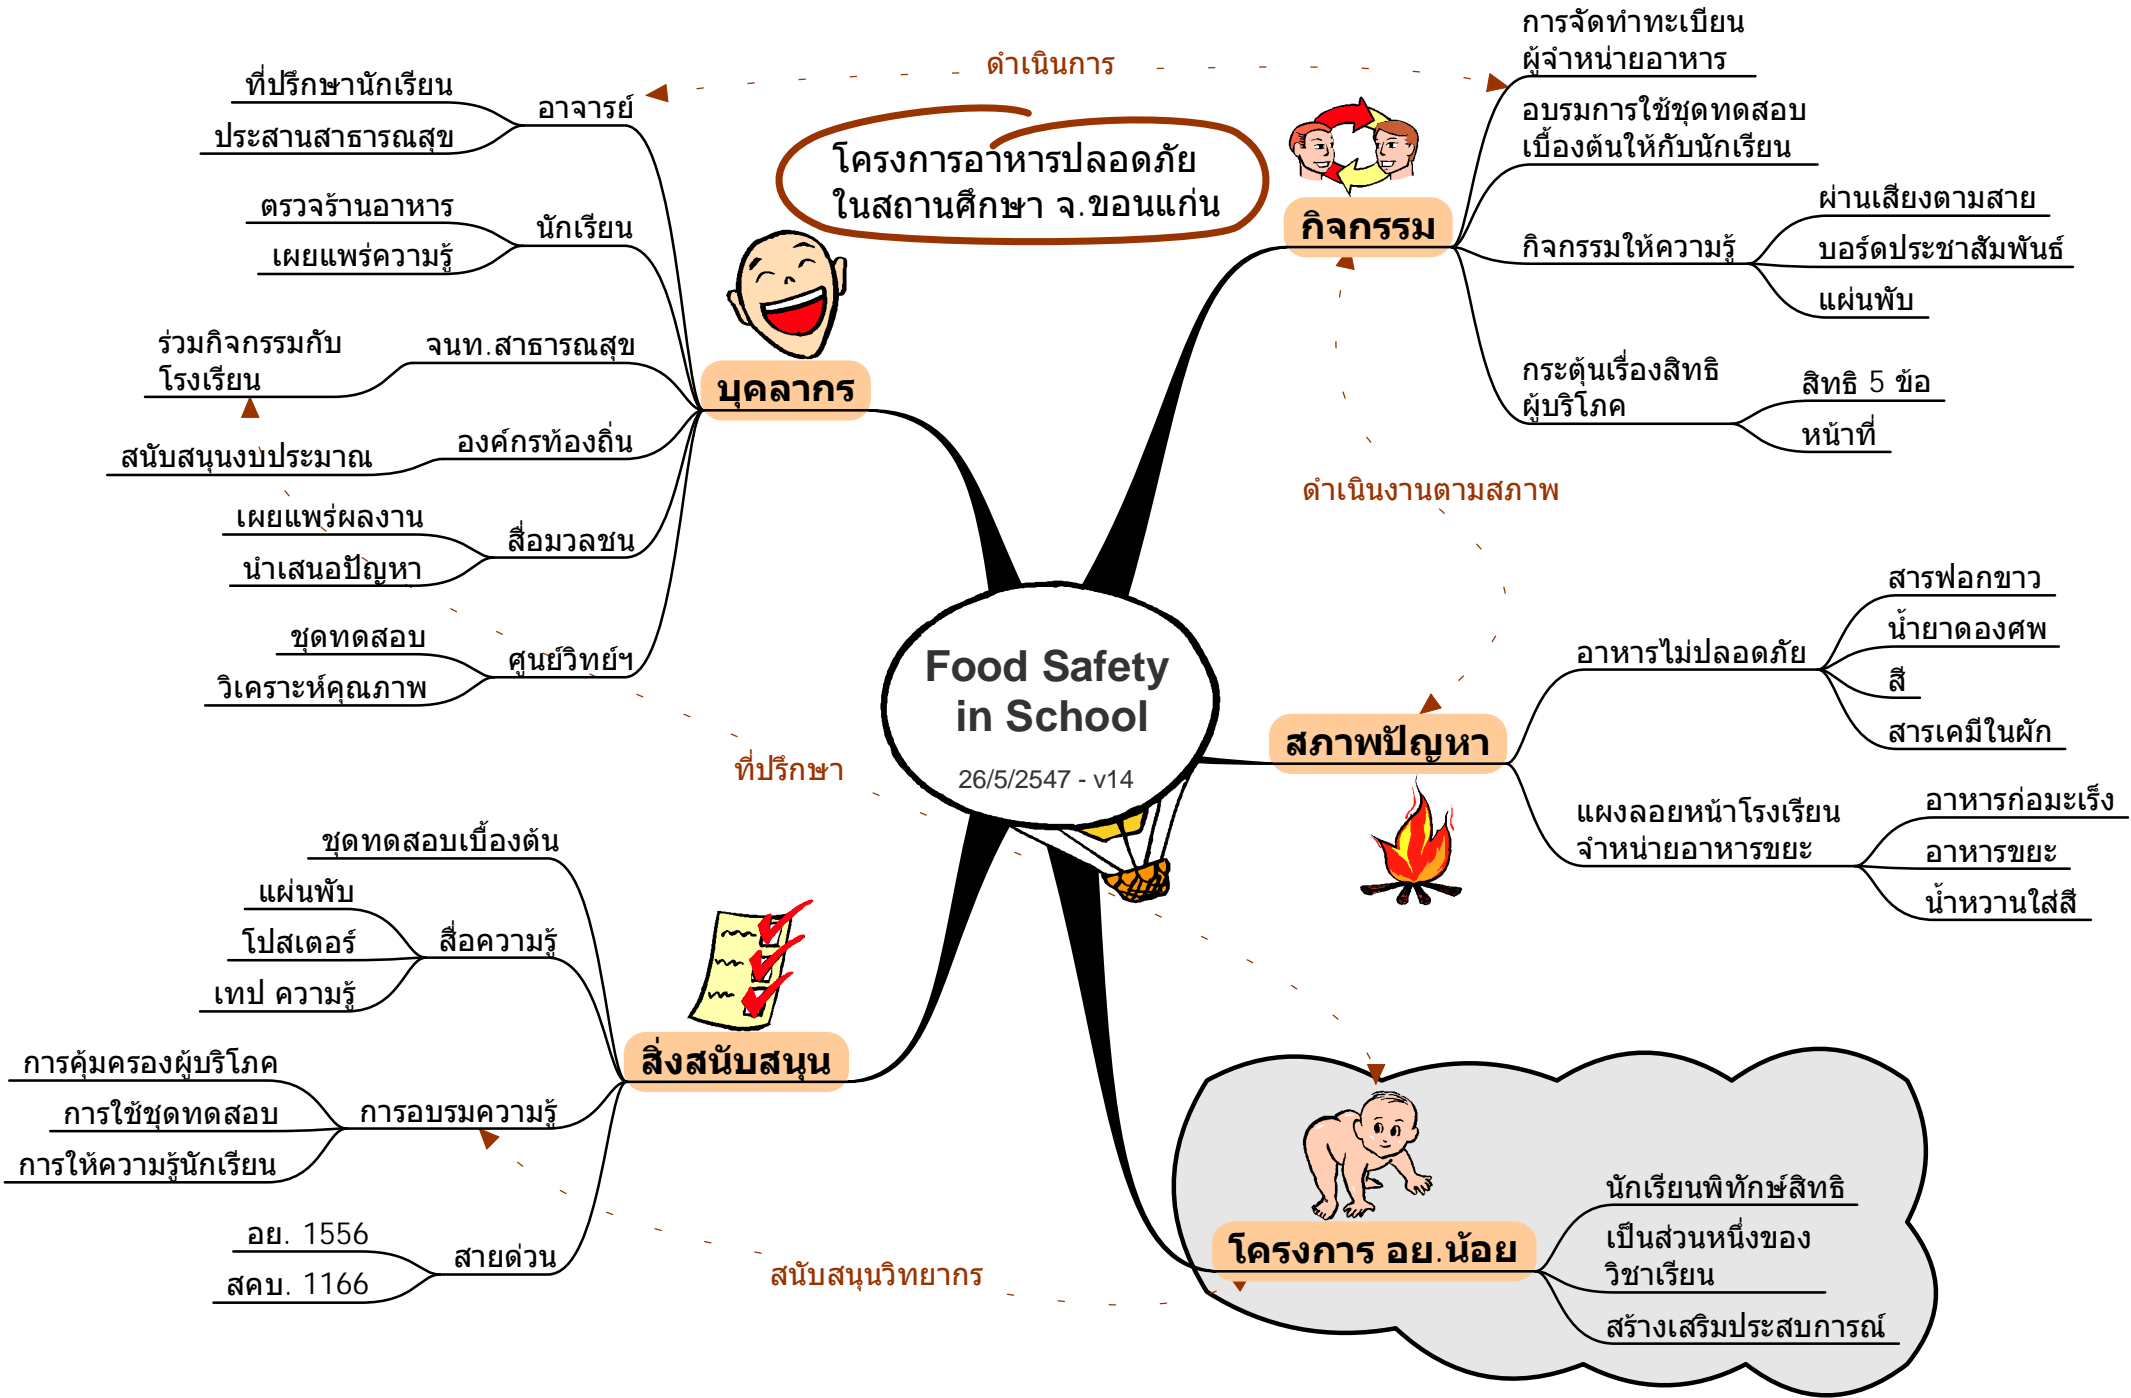 โครงการอาหารปลอดภัย
ในสถานศึกษา จ.ขอนแก่น
Food Safety
in School
26/5/2547 - v14
กิจกรรม
การจัดทำทะเบียน
ผู้จำหน่ายอาหาร
อบรมการใช้ชุดทดสอบ
เบื้องต้นให้กับนักเรียน
กิจกรรมให้ความรู้
ผ่านเสียงตามสาย
บอร์ดประชาสัมพันธ์
แผ่นพับ
กระตุ้นเรื่องสิทธิ
ผู้บริโภค
สิทธิ 5 ข้อ
หน้าที่
ดำเนินงานตามสภาพ
สภาพปัญหา
อาหารไม่ปลอดภัย
สารฟอกขาว
น้ำยาดองศพ
สี
สารเคมีในผัก
แผงลอยหน้าโรงเรียน
จำหน่ายอาหารขยะ
อาหารก่อมะเร็ง
อาหารขยะ
น้ำหวานใส่สี
โครงการ อย.น้อย
นักเรียนพิทักษ์สิทธิ
เป็นส่วนหนึ่งของ
วิชาเรียน
สร้างเสริมประสบการณ์
ดำเนินการ
บุคลากร
อาจารย์
ที่ปรึกษานักเรียน
ประสานสาธารณสุข
นักเรียน
ตรวจร้านอาหาร
เผยแพร่ความรู้
จนท.สาธารณสุข
ร่วมกิจกรรมกับ
โรงเรียน
องค์กรท้องถิ่น
สนับสนุนงบประมาณ
สื่อมวลชน
เผยแพร่ผลงาน
นำเสนอปัญหา
ศูนย์วิทย์ฯ
ชุดทดสอบ
วิเคราะห์คุณภาพ
ที่ปรึกษา
สิ่งสนับสนุน
ชุดทดสอบเบื้องต้น
สื่อความรู้
แผ่นพับ
โปสเตอร์
เทป ความรู้
การอบรมความรู้
การคุ้มครองผู้บริโภค
การใช้ชุดทดสอบ
การให้ความรู้นักเรียน
สายด่วน
อย. 1556
สคบ. 1166
สนับสนุนวิทยากร